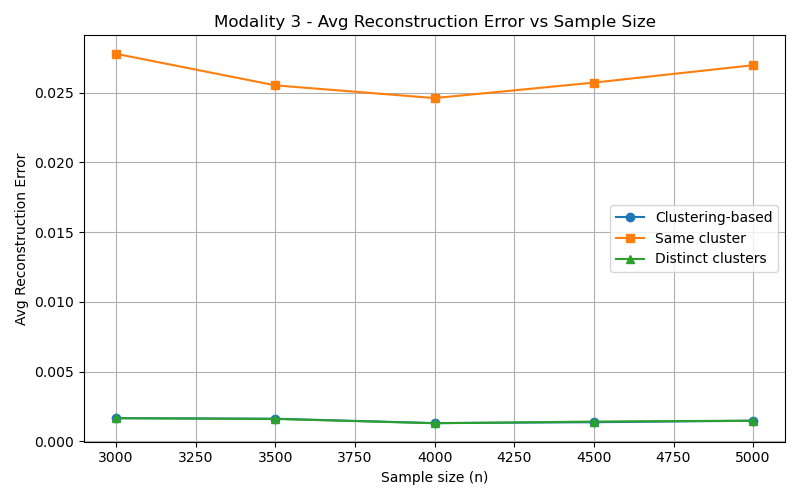 Modality 3 - Avg Reconstruction Error vs Sample Size
Avg Reconstruction Error
0.025
0.020
0.015
0.010
0.005
0.000
Clustering-based
Same cluster
Distinct clusters
3000 3250 3500 3750 4000 4250 4500 4750 5000
Sample size (n)